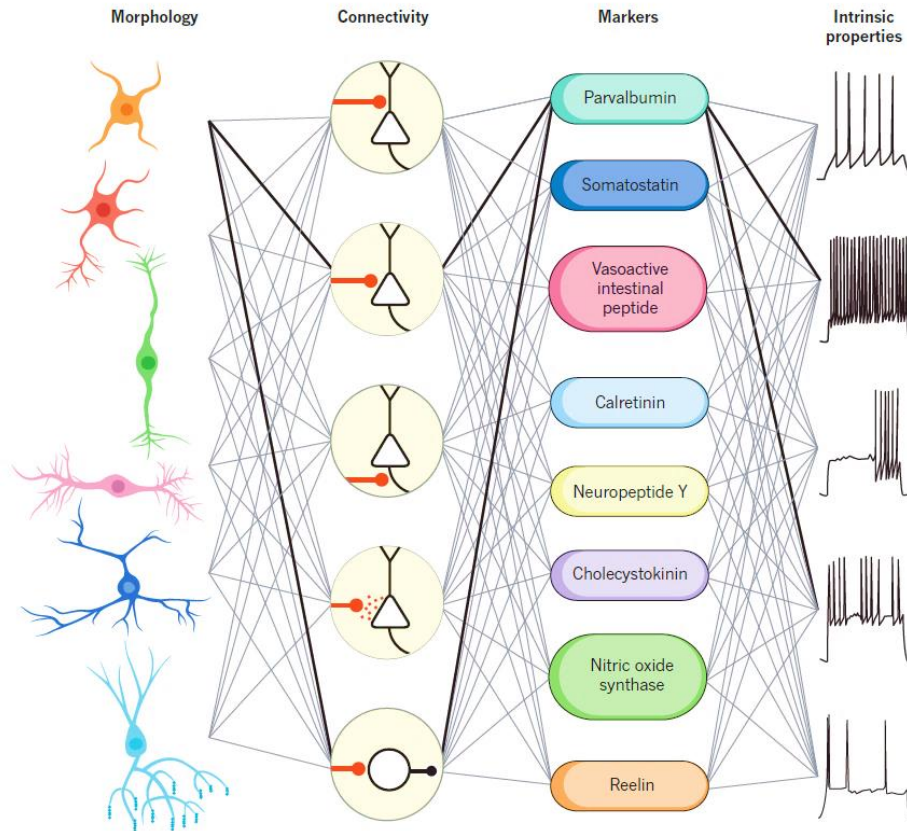 Morphology
Connectivity
Markers
Intrinsic
properties
Parvalbumin
Somatostatin
Vasoactive
intestinal
peptide
Calretinin
Neuropeptide Y
Cholecystokinin
Nitric oxide
synthase
Reelin